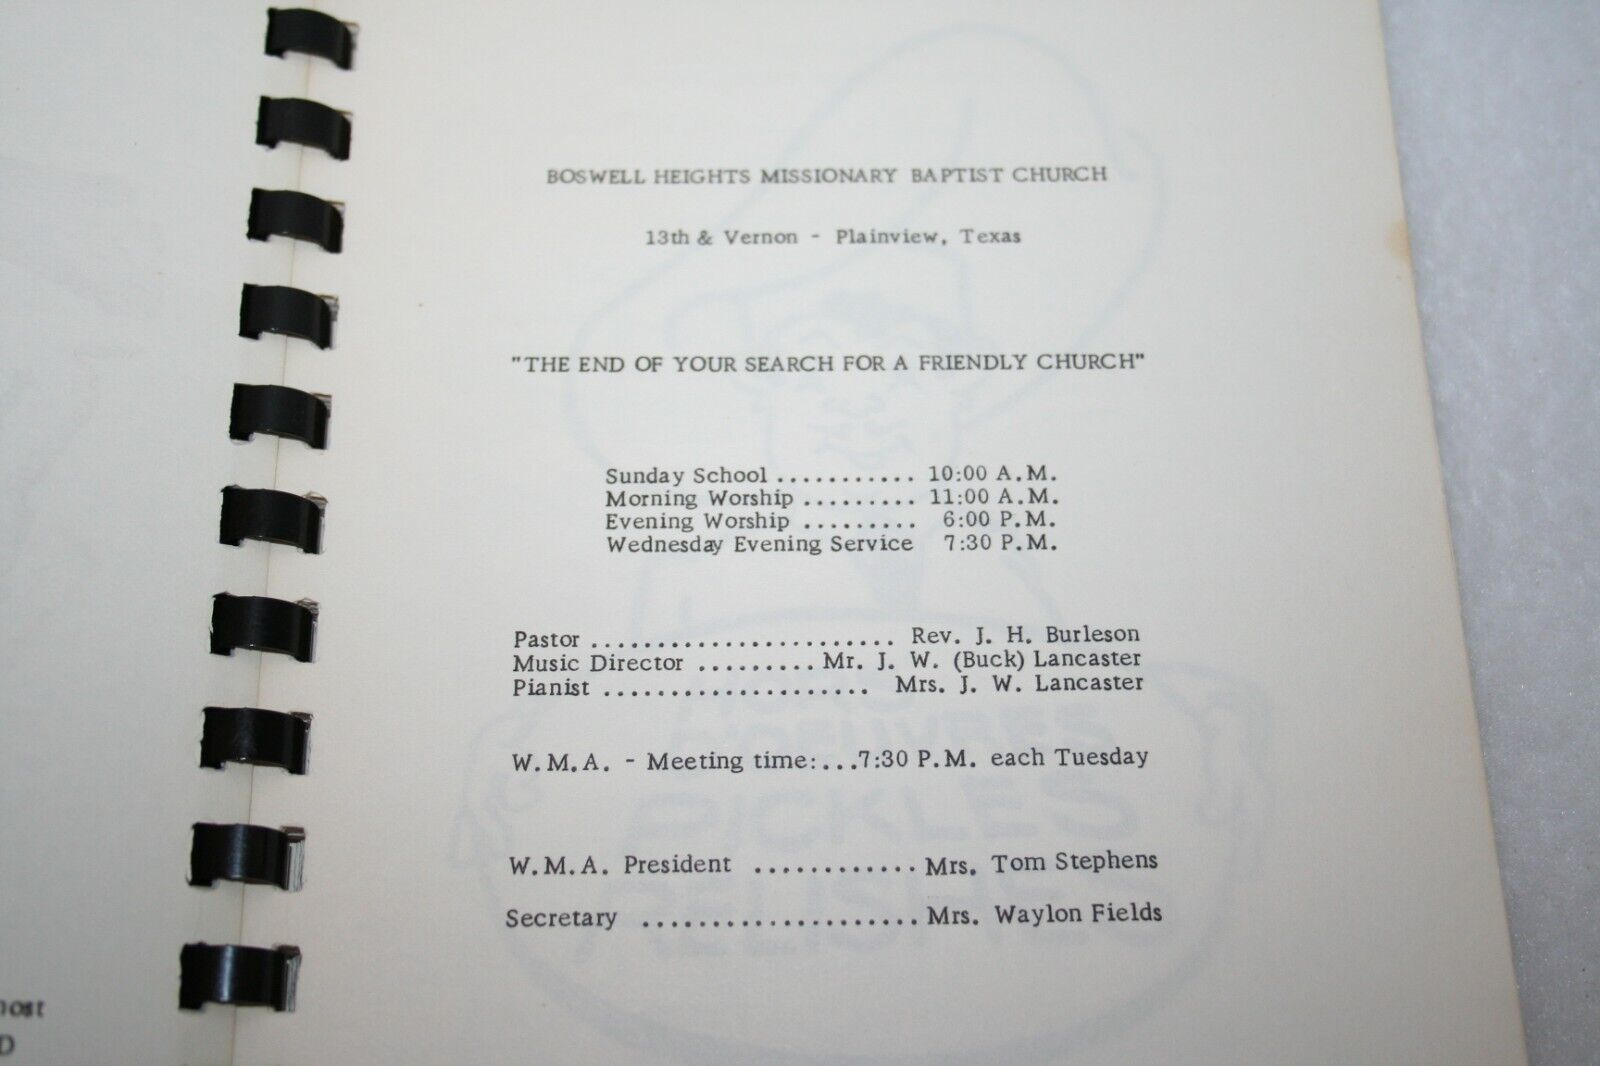 BOSWELL HEIGHTS MISSIONARY BAPTIST CHURCH
13th & Vernon - Plainview, Texas
"THE END OF YOUR SEARCH FOR A FRIENDLY CHURCH"
Sunday School ........... 10:00 A.M.
Morning Worship ......... 11:00 A.M.
Evening Worship ......... 6:00 P.M.
Wednesday Evening Service 7:30 P.M.
Pastor ....................... Rev. J. H. Burleson
Music Director ......... Mr. J. W. (Buck) Lancaster
Pianist .................... Mrs. J. W. Lancaster
W.M.A. - Meeting time:...7:30 P.M. each Tuesday
W.M.A. President ............ Mrs. Tom Stephens
Secretary .................... Mrs. Waylon Fields
D'OEUVRES
PICKLES
RELISHES